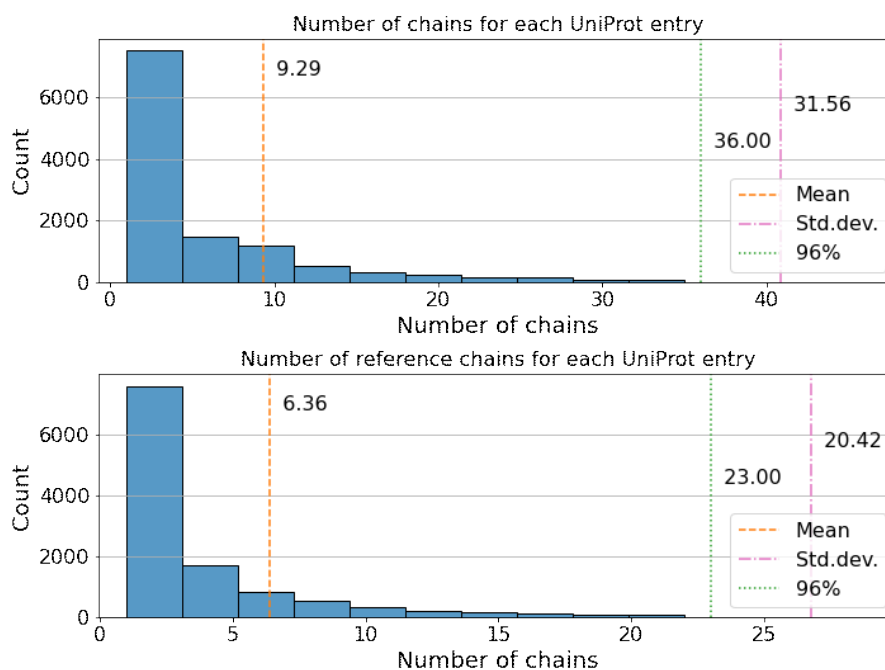 Number of chains for each UniProt entry
9.29
31.56
36.00
Mean
Std.dev.
96%
Count
6000
4000
2000
0
0 10 20 30 40
Number of chains
Number of reference chains for each UniProt entry
6.36
20.42
23.00
Mean
Std.dev.
96%
Count
6000
4000
2000
0
0 5 10 15 20 25
Number of chains